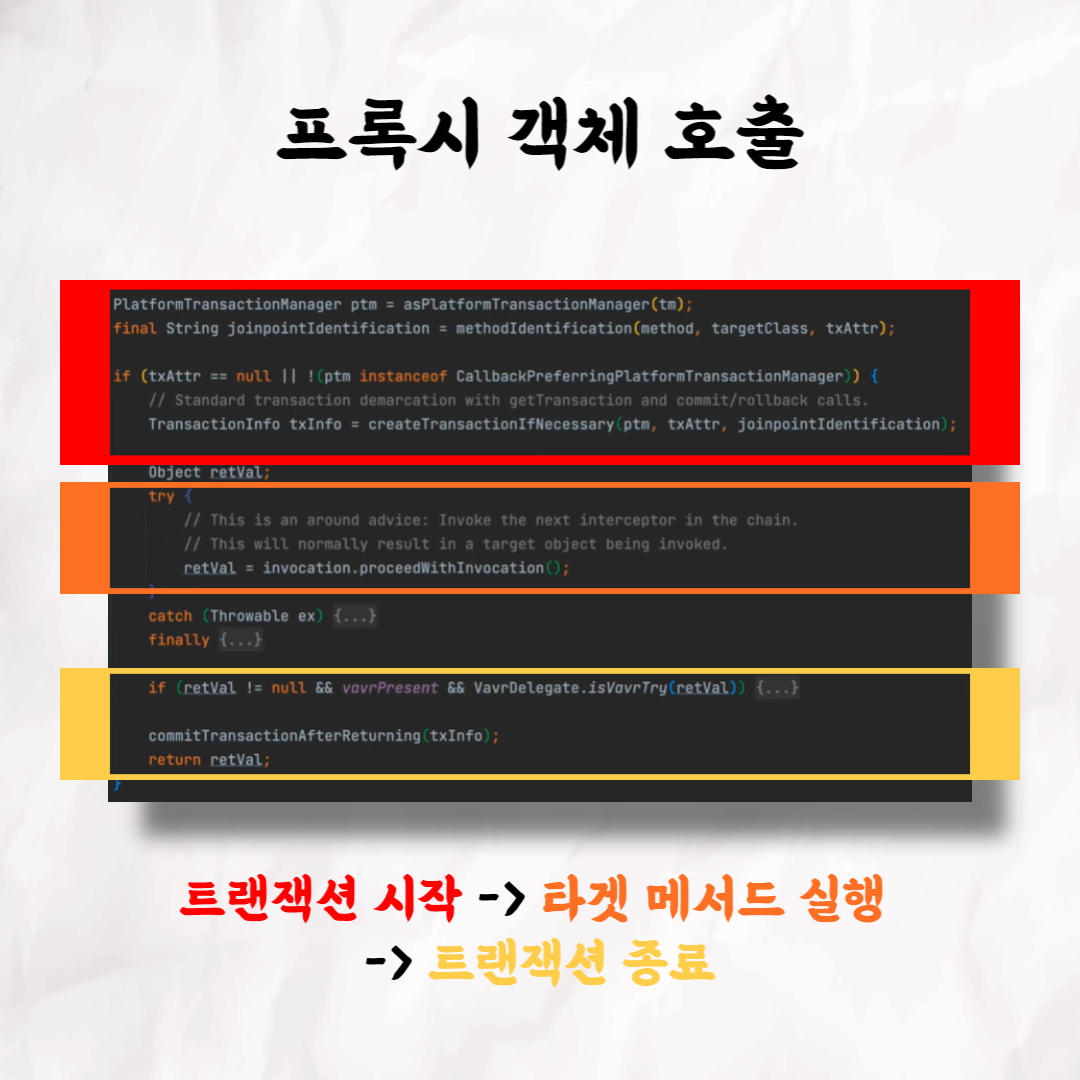 프록시 객체 호출
PlatformTransactionManager ptm = asPlatformTransactionManager(tm);
final String joinpointIdentification = methodIdentification(method, targetClass, txAttr);
if (txAttr == null || !(ptm instanceof CallbackPreferringPlatformTransactionManager)) {
// Standard transaction demarcation with getTransaction and commit/rollback calls.
TransactionInfo txInfo = createTransactionIfNecessary(ptm, txAttr, joinpointIdentification);
Object retVal;
try {
// This is an around advice: Invoke the next interceptor in the chain.
// This will normally result in a target object being invoked.
retVal = invocation.proceedWithInvocation();
}
catch (Throwable ex) {...}
finally {...}
if (retVal != null && vavrPresent && VavrDelegate.isVavrTry(retVal)) {...}
commitTransactionAfterReturning(txInfo);
return retVal;
}
트랜잭션 시작 -> 타겟 메서드 실행
-> 트랜잭션 종료